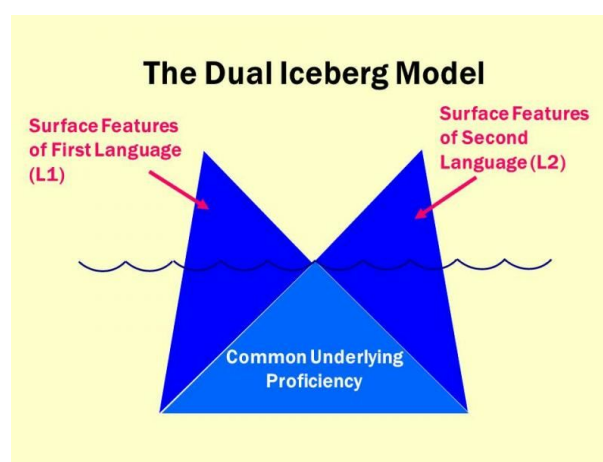 The Dual Iceberg Model
Surface Features
of First Language
(L1)
Surface Features
of Second
Language (L2)
Common Underlying
Proficiency